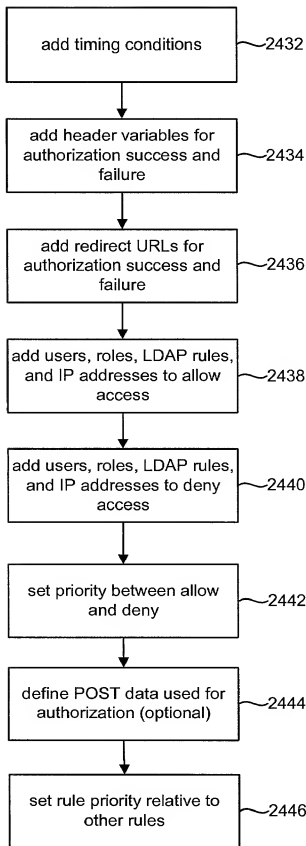 add timing conditions
2432
add header variables for
authorization success and
failure
2434
add redirect URLs for
authorization success and
failure
2436
add users, roles, LDAP rules,
and IP addresses to allow
access
2438
add users, roles, LDAP rules,
and IP addresses to deny
access
2440
set priority between allow
and deny
2442
define POST data used for
authorization (optional)
2444
set rule priority relative to
other rules
2446